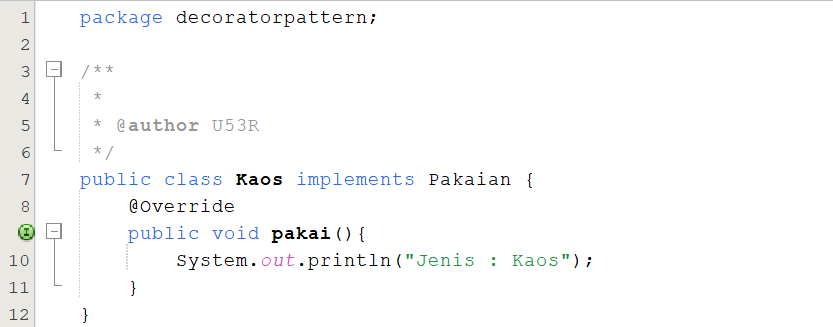 1 package decoratorpattern;
2
3 /**
4 *
5 * @author U53R
6 */
7 public class Kaos implements Pakaian {
8 @Override
public void pakai(){
10 System.out.println("Jenis : Kaos");
11 }
12 }